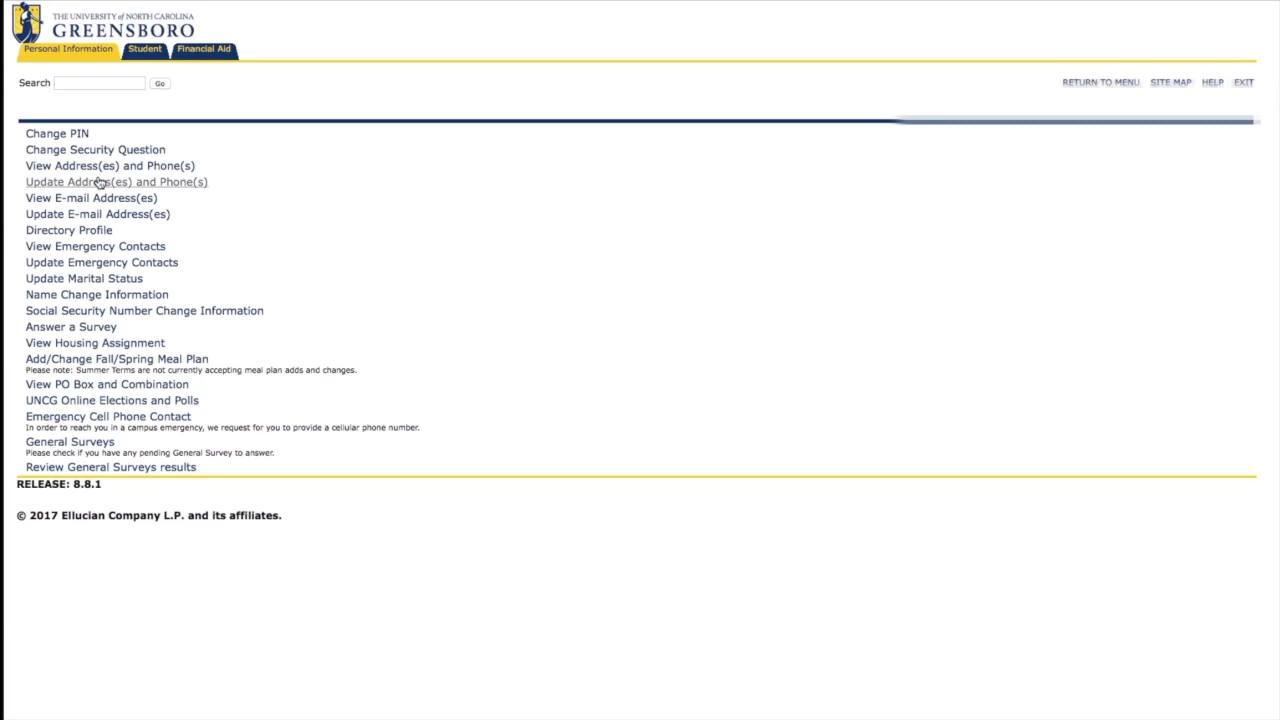 THE UNIVERSITY of NORTH CAROLINA
GREENSBORO
Personal Information Student Financial Aid
Search Go RETURN TO MENU SITE MAP HELP EXIT
Change PIN
Change Security Question
View Address(es) and Phone(s)
Update Address(es) and Phone(s)
View E-mail Address(es)
Update E-mail Address(es)
Directory Profile
View Emergency Contacts
Update Emergency Contacts
Update Marital Status
Name Change Information
Social Security Number Change Information
Answer a Survey
View Housing Assignment
Add/Change Fall/Spring Meal Plan
Please note: Summer Terms are not currently accepting meal plan adds and changes.
View PO Box and Combination
UNCG Online Elections and Polls
Emergency Cell Phone Contact
In order to reach you in a campus emergency, we request for you to provide a cellular phone number.
General Surveys
Please check if you have any pending General Survey to answer.
Review General Surveys results
RELEASE: 8.8.1
© 2017 Ellucian Company L.P. and its affiliates.